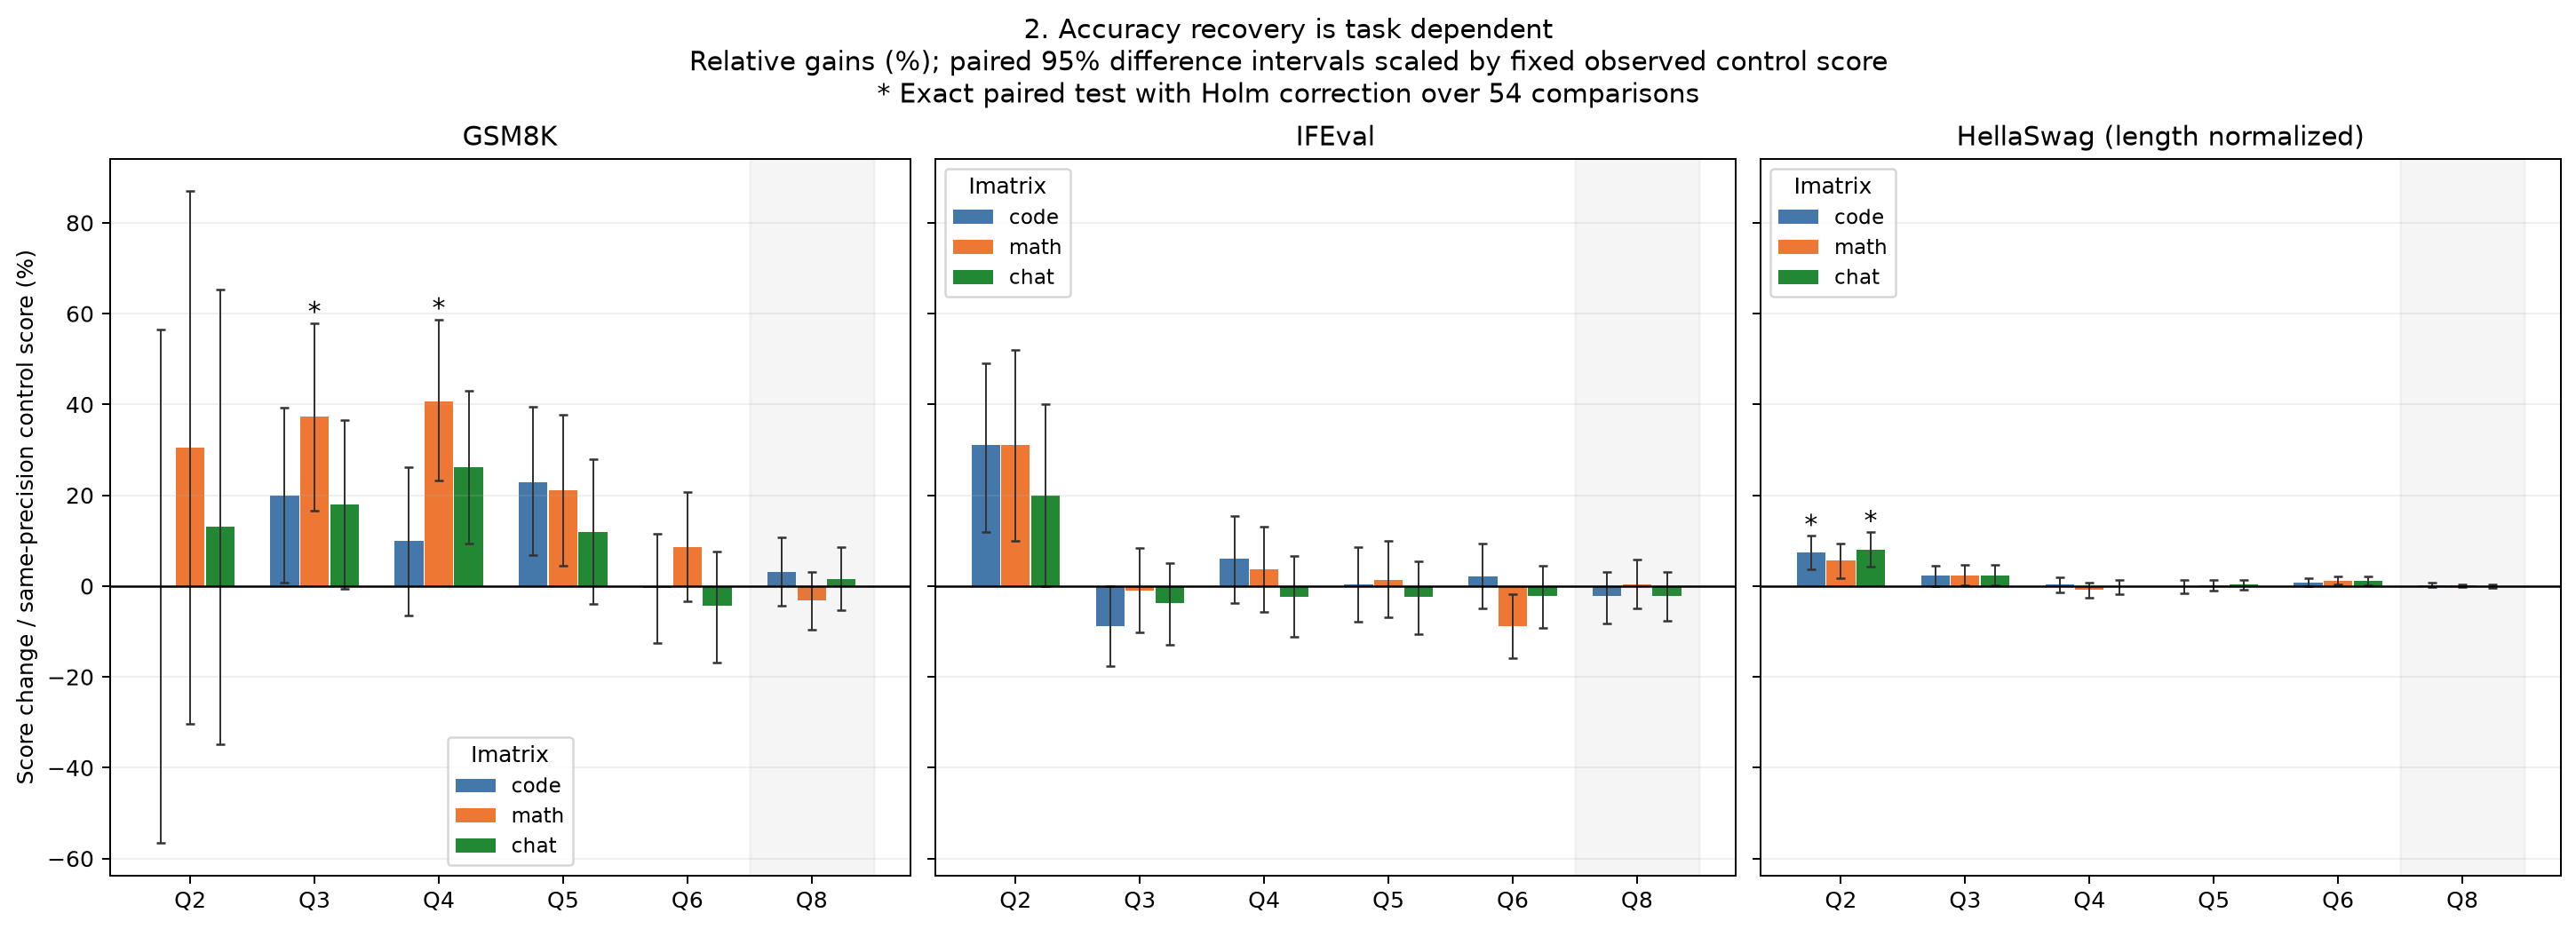 2. Accuracy recovery is task dependent
Relative gains (%); paired 95% difference intervals scaled by fixed observed control score
* Exact paired test with Holm correction over 54 comparisons
GSM8K
IFEval
HellaSwag (length normalized)
Score change / same-precision control score (%)
80
60
40
20
0
−20
−40
−60
*
*
Imatrix
code
math
chat
Q2
Q3
Q4
Q5
Q6
Q8
Imatrix
code
math
chat
Q2
Q3
Q4
Q5
Q6
Q8
Imatrix
code
math
chat
*
*
Q2
Q3
Q4
Q5
Q6
Q8